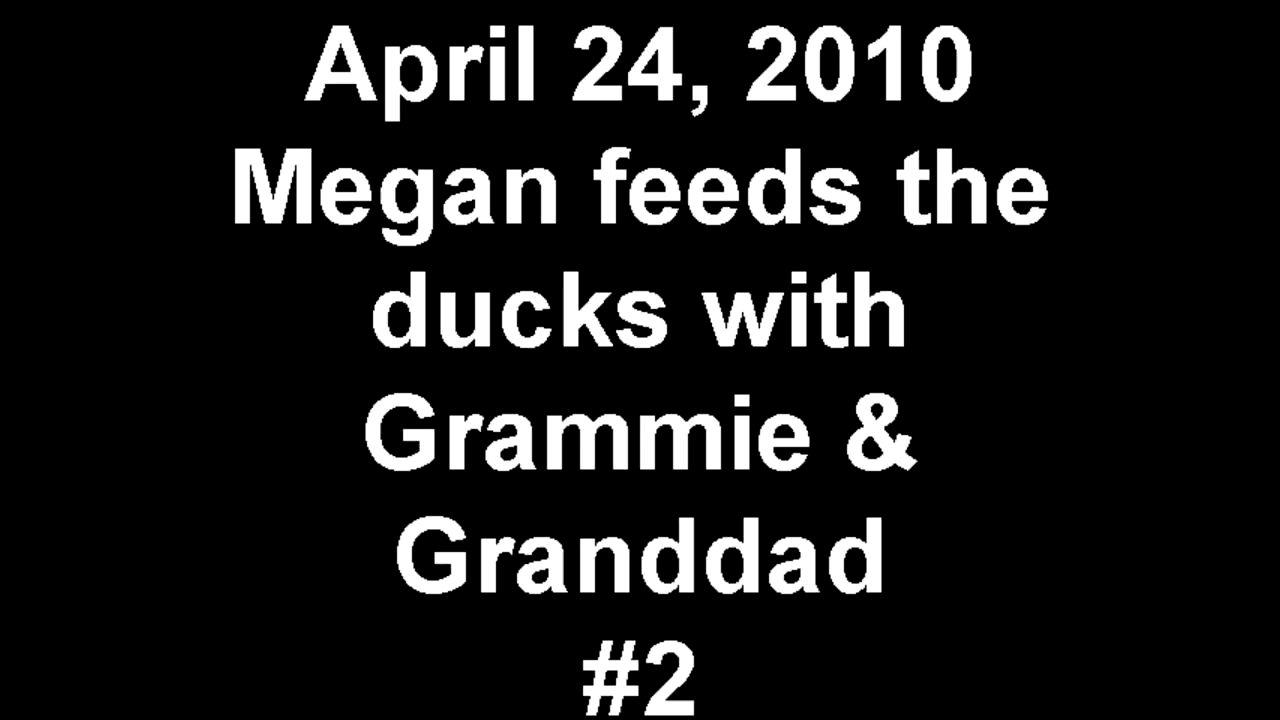 April 24, 2010
Megan feeds the
ducks with
Grammie &
Granddad
#2